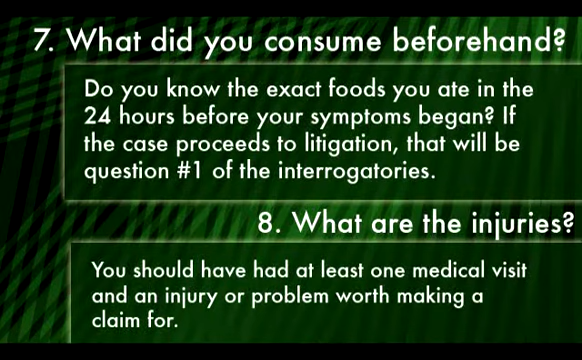 7. What did you consume beforehand?
Do you know the exact foods you ate in the
24 hours before your symptoms began? If
the case proceeds to litigation, that will be
question #1 of the interrogatories.
8. What are the injuries?
You should have had at least one medical visit
and an injury or problem worth making a
claim for.